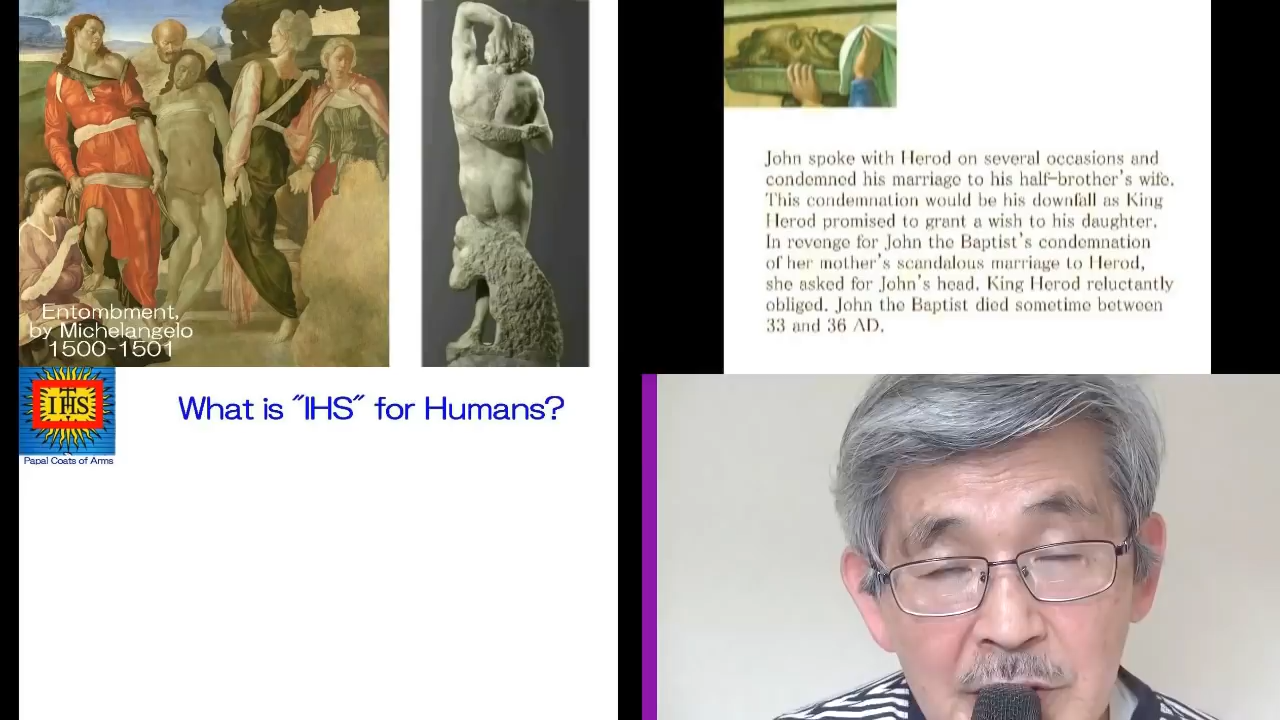 Entombment,
by Michelangelo
1500-1501
IHS
Papal Coats of Arms
What is "IHS" for Humans?
John spoke with Herod on several occasions and
condemned his marriage to his half-brother's wife.
This condemnation would be his downfall as King
Herod promised to grant a wish to his daughter.
In revenge for John the Baptist's condemnation
of her mother's scandalous marriage to Herod,
she asked for John's head. King Herod reluctantly
obliged. John the Baptist died sometime between
33 and 36 AD.